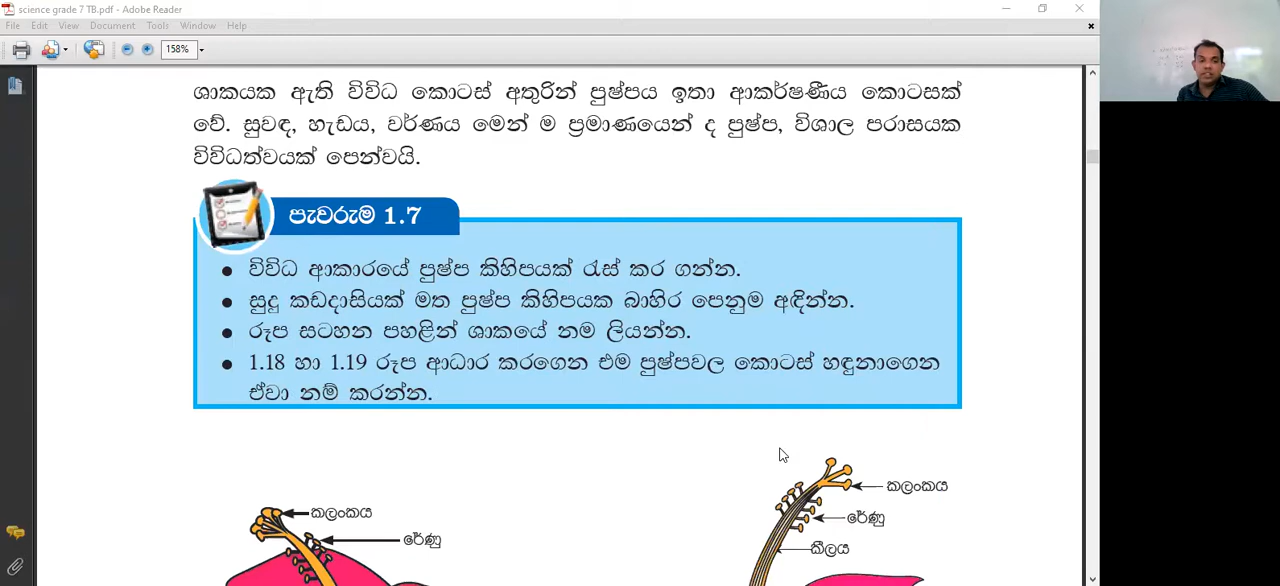 science grade 7 TB.pdf - Adobe Reader
File Edit View Document Tools Window Help
158%
ශාකයක ඇති විවිධ කොටස් අතුරින් පුෂ්පය ඉතා ආකර්ෂණීය කොටසක්
වේ. සුවඳ, හැඩය, වර්ණය මෙන් ම ප්‍රමාණයෙන් ද පුෂ්ප, විශාල පරාසයක
විවිධත්වයක් පෙන්වයි.
පැවරුම 1.7
● විවිධ ආකාරයේ පුෂ්ප කිහිපයක් රැස් කර ගන්න.
● සුදු කඩදාසියක් මත පුෂ්ප කිහිපයක බාහිර පෙනුම අඳින්න.
● රූප සටහන පහළින් ශාකයේ නම ලියන්න.
● 1.18 හා 1.19 රූප ආධාර කරගෙන එම පුෂ්පවල කොටස් හඳුනාගෙන
ඒවා නම් කරන්න.
කලංකය
රේණු
කලංකය
රේණු
කීලය